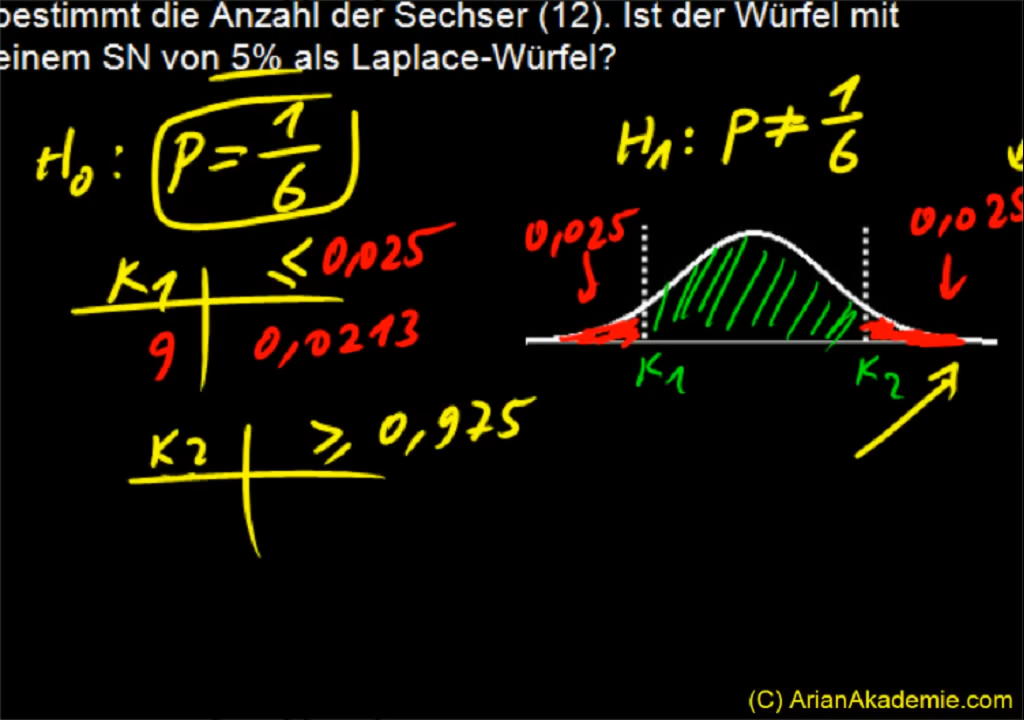 bestimmt die Anzahl der Sechser (12). Ist der Würfel mit
einem SN von 5% als Laplace-Würfel?
H₀: P = 1/6
H₁: P ≠ 1/6
K1 ≤ 0,025
9 0,0213
0,025
0,025
K1
K2
K2 ≥ 0,975
(C) ArianAkademie.com